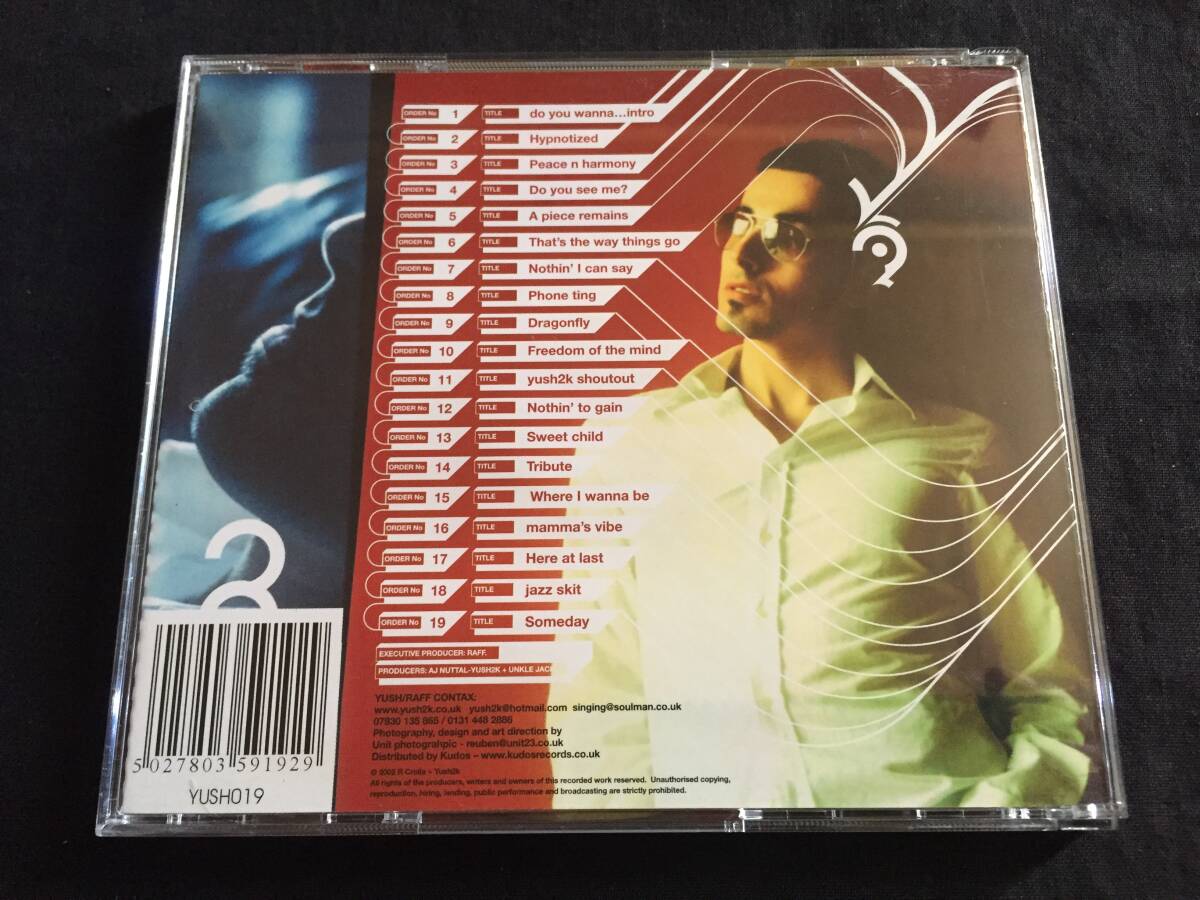 ORDER No 1 TITLE do you wanna...intro
ORDER No 2 TITLE Hypnotized
ORDER No 3 TITLE Peace n harmony
ORDER No 4 TITLE Do you see me?
ORDER No 5 TITLE A piece remains
ORDER No 6 TITLE That's the way things go
ORDER No 7 TITLE Nothin' I can say
ORDER No 8 TITLE Phone ting
ORDER No 9 TITLE Dragonfly
ORDER No 10 TITLE Freedom of the mind
ORDER No 11 TITLE yush2k shoutout
ORDER No 12 TITLE Nothin' to gain
ORDER No 13 TITLE Sweet child
ORDER No 14 TITLE Tribute
ORDER No 15 TITLE Where I wanna be
ORDER No 16 TITLE mamma's vibe
ORDER No 17 TITLE Here at last
ORDER No 18 TITLE jazz skit
ORDER No 19 TITLE Someday
EXECUTIVE PRODUCER: RAFF.
PRODUCERS: AJ NUTTAL-YUSH2K + UNKLE
YUSH/RAFF CONTAX:
www.yush2k.co.uk yush2k@hotmail.com singing@soulman.co.uk
07830 135 865 / 0131 448 2886
Photography, design and art direction by
Unit photograhpic - reuben@unit23.co.uk
Distributed by Kudos – www.kudosrecords.co.uk
© 2002 R Crolla + Yush2k
All rights of the producers, writers and owners of this recorded work reserved. Unauthorised copying,
reproduction, hiring, lending, public performance and broadcasting are strictly prohibited.
5 027803 591929
YUSH019